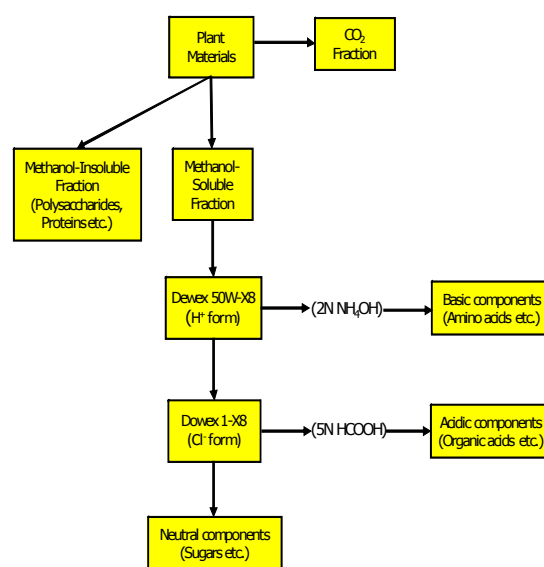 Plant
Materials
CO₂
Fraction
Methanol-Insoluble
Fraction
(Polysaccharides,
Proteins etc.)
Methanol-
Soluble
Fraction
Dewex 50W-X8
(H⁺ form)
(2N NH₄OH)
Basic components
(Amino acids etc.)
Dowex 1-X8
(Cl⁻ form)
(5N HCOOH)
Acidic components
(Organic acids etc.)
Neutral components
(Sugars etc.)